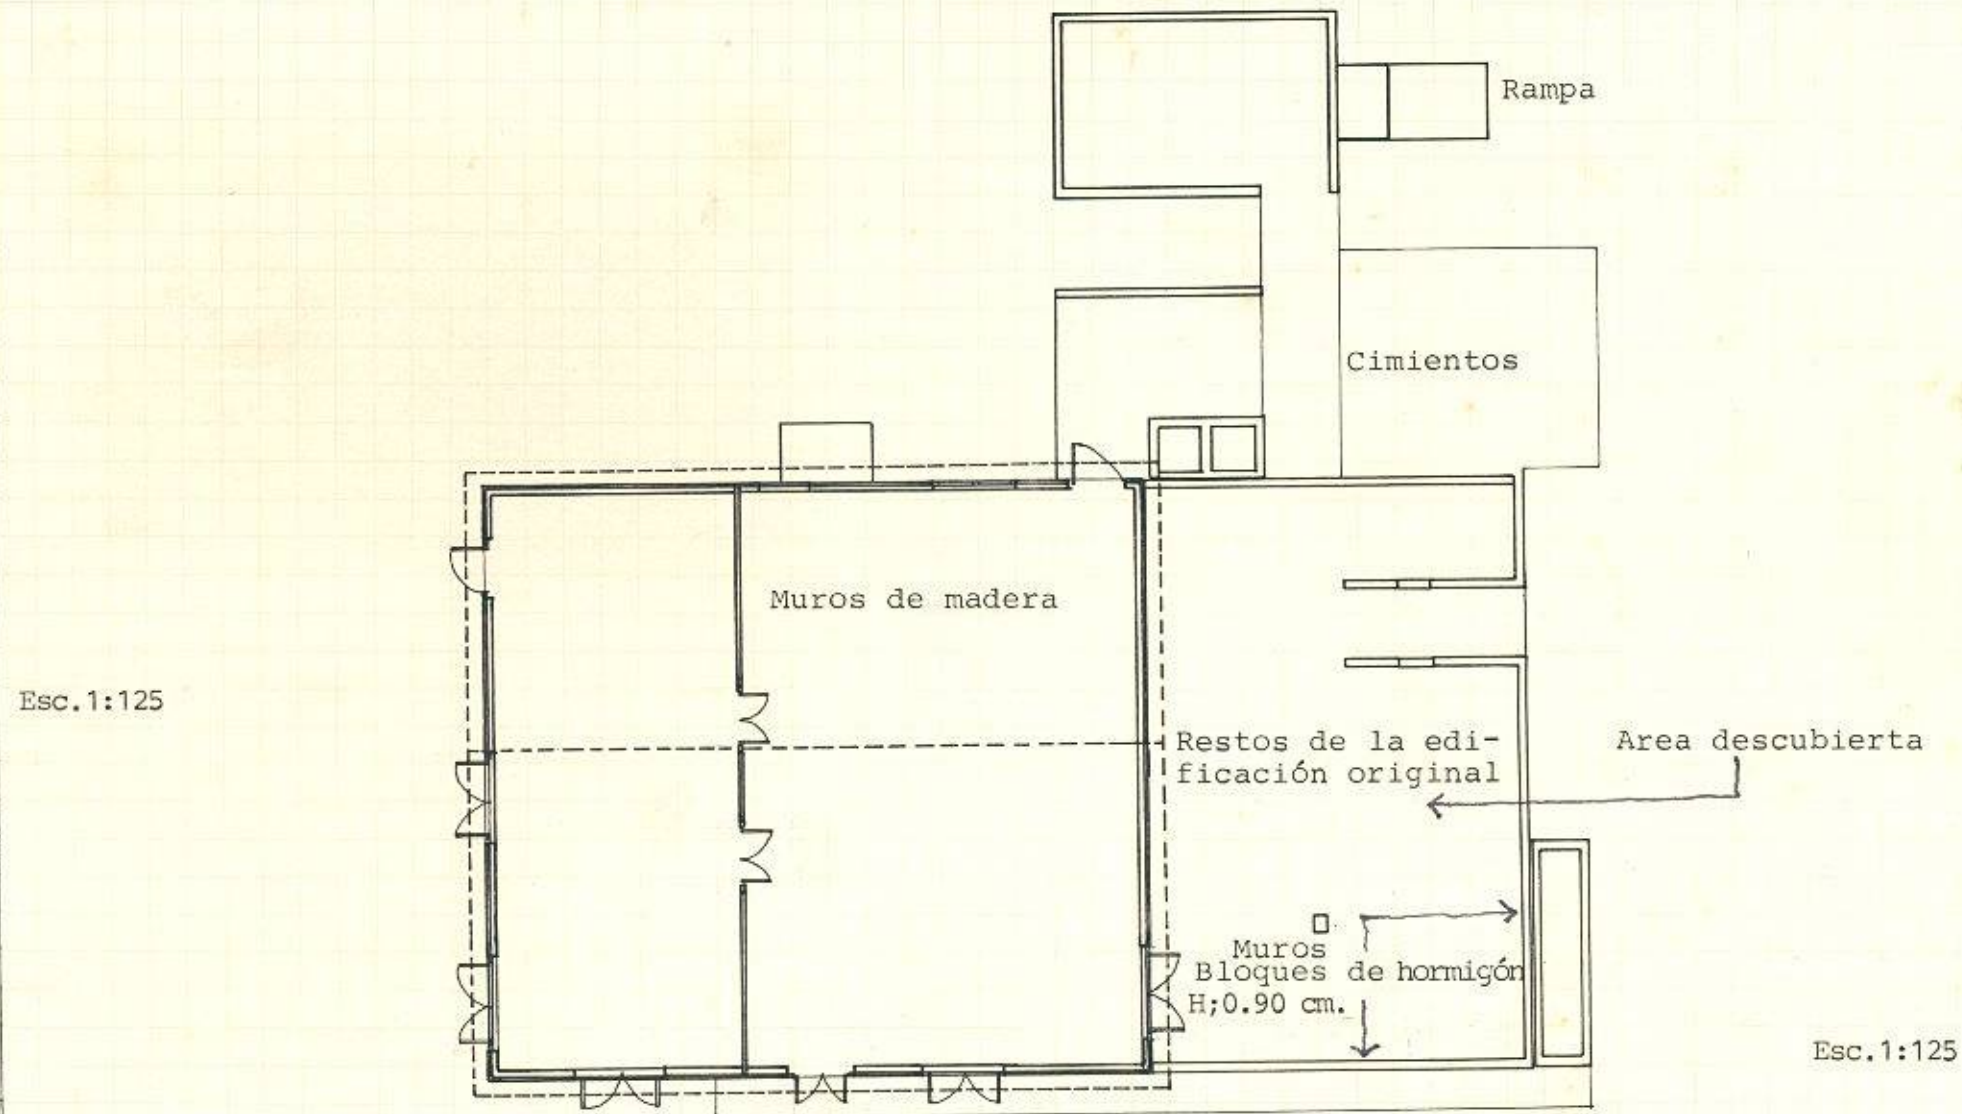 Rampa
Cimientos
Muros de madera
Esc.1:125
Restos de la edi-
ficación original
Area descubierta
Muros
Bloques de hormigón
H;0.90 cm.
Esc.1:125